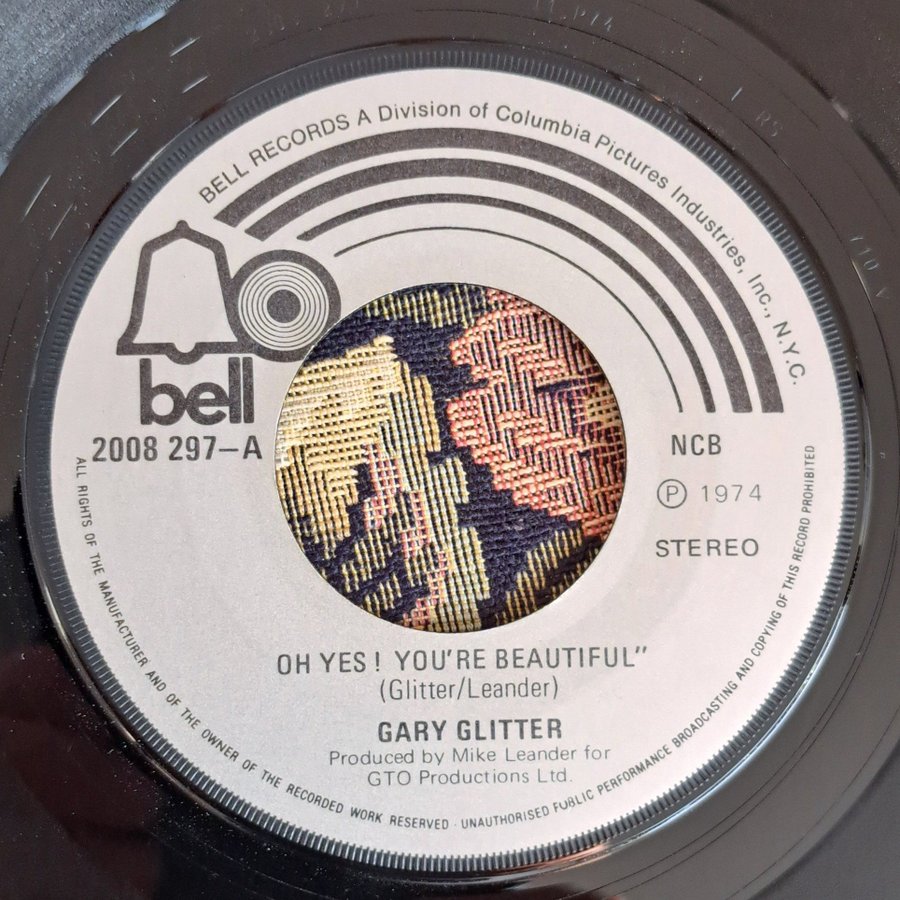 BELL RECORDS A Division of Columbia Pictures Industries, Inc., N.Y.C.
bell
2008 297–A
NCB
Ⓟ 1974
STEREO
OH YES! YOU'RE BEAUTIFUL"
(Glitter/Leander)
GARY GLITTER
Produced by Mike Leander for
GTO Productions Ltd.
ALL RIGHTS OF THE MANUFACTURER AND OF THE OWNER OF THE RECORDED WORK RESERVED · UNAUTHORISED PUBLIC PERFORMANCE BROADCASTING AND COPYING OF THIS RECORD PROHIBITED